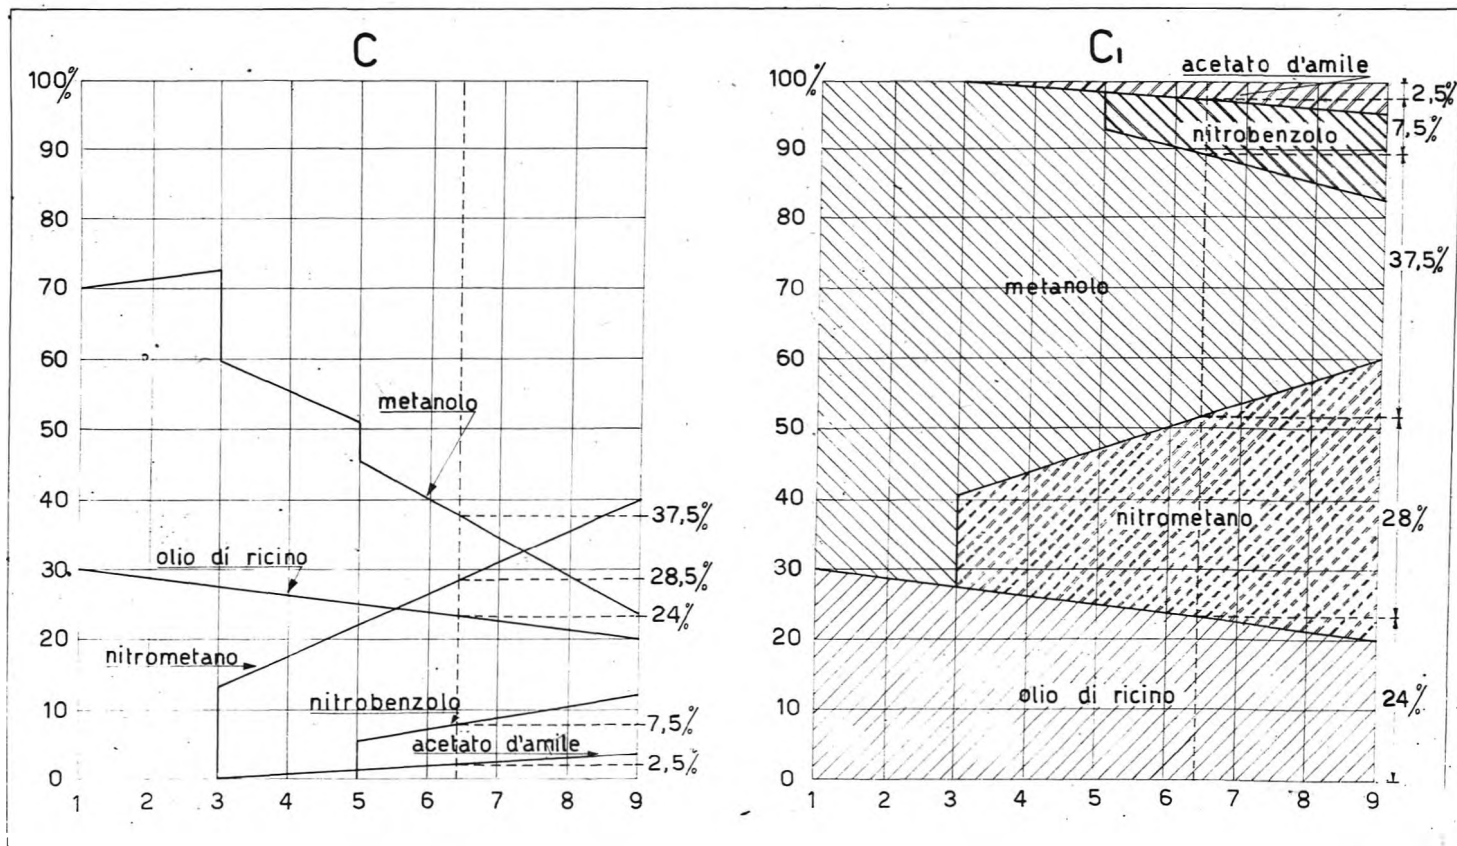 C
100%
90
80
70
60
50
40
30
20
10
0
1 2 3 4 5 6 7 8 9
metanolo
olio di ricino
nitrometano
nitrobenzolo
acetato d'amile
37,5%
28,5%
24%
7,5%
2,5%
C1
100%
90
80
70
60
50
40
30
20
10
0
1 2 3 4 5 6 7 8 9
acetato d'amile
nitrobenzolo
metanolo
nitrometano
olio di ricino
2,5%
7,5%
37,5%
28%
24%